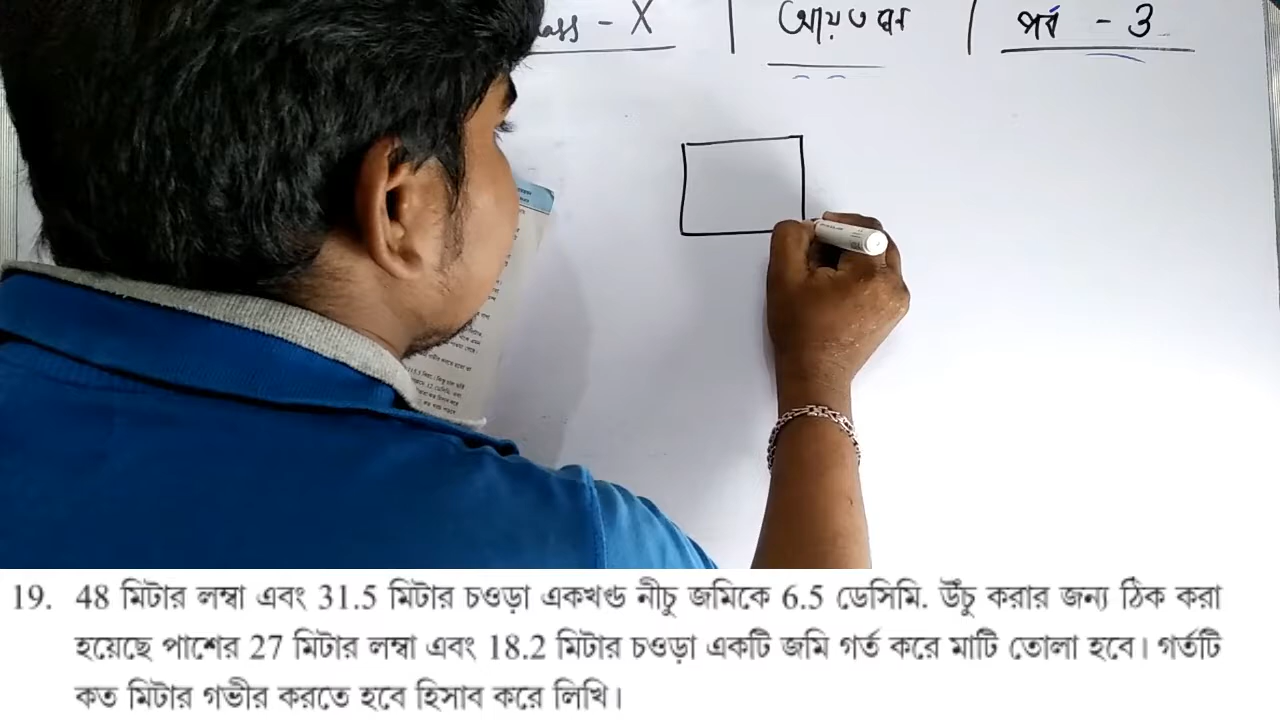 ass - X | আয়তঘন | পর্ব - 3
19. 48 মিটার লম্বা এবং 31.5 মিটার চওড়া একখণ্ড নীচু জমিকে 6.5 ডেসিমি. উঁচু করার জন্য ঠিক করা
হয়েছে পাশের 27 মিটার লম্বা এবং 18.2 মিটার চওড়া একটি জমি গর্ত করে মাটি তোলা হবে। গর্তটি
কত মিটার গভীর করতে হবে হিসাব করে লিখি।